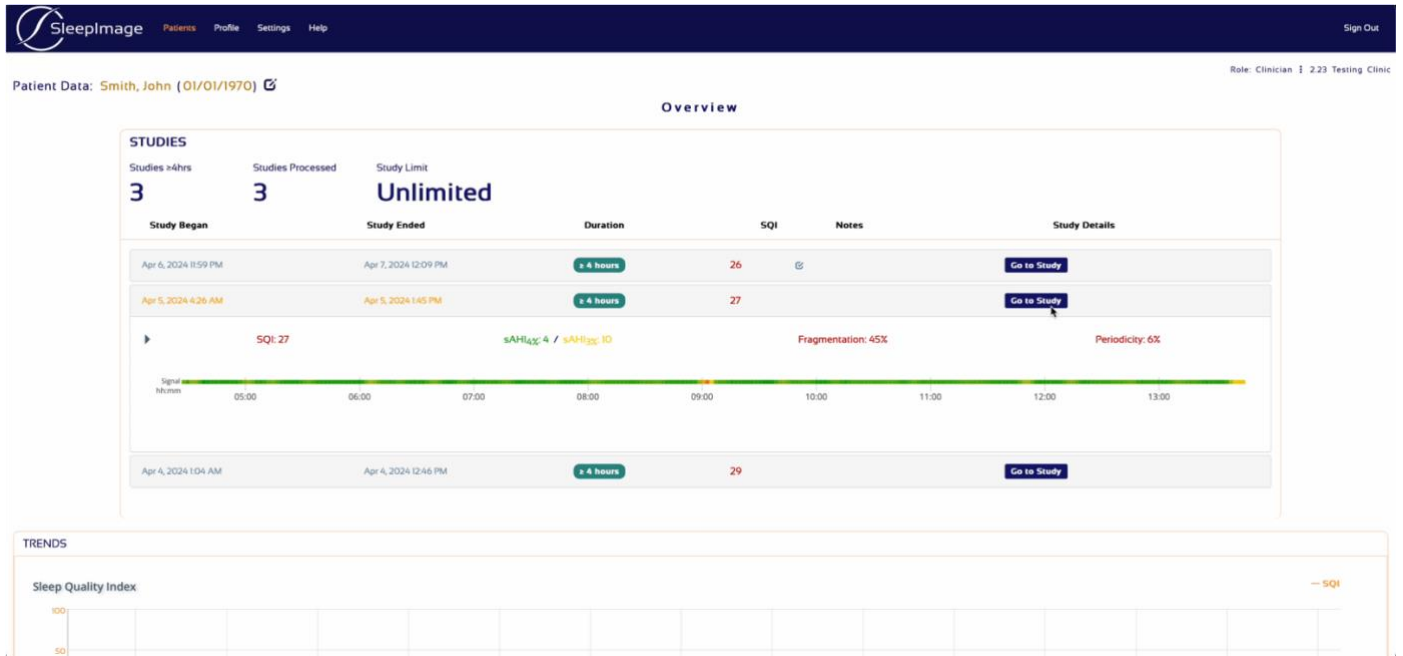 SleepImage Patients Profile Settings Help Sign Out
Role: Clinician ⋮ 2.23 Testing Clinic
Patient Data: Smith, John (01/01/1970)
Overview
STUDIES
Studies ≥4hrs Studies Processed Study Limit
3 3 Unlimited
Study Began Study Ended Duration SQI Notes Study Details
Apr 6, 2024 11:59 PM Apr 7, 2024 12:09 PM ≥ 4 hours 26 Go to Study
Apr 5, 2024 4:26 AM Apr 5, 2024 1:45 PM ≥ 4 hours 27 Go to Study
SQI: 27 sAHI4%: 4 / sAHI3%: 10 Fragmentation: 45% Periodicity: 6%
Signal
hh:mm 05:00 06:00 07:00 08:00 09:00 10:00 11:00 12:00 13:00
Apr 4, 2024 1:04 AM Apr 4, 2024 12:46 PM ≥ 4 hours 29 Go to Study
TRENDS
Sleep Quality Index — SQI
100
50